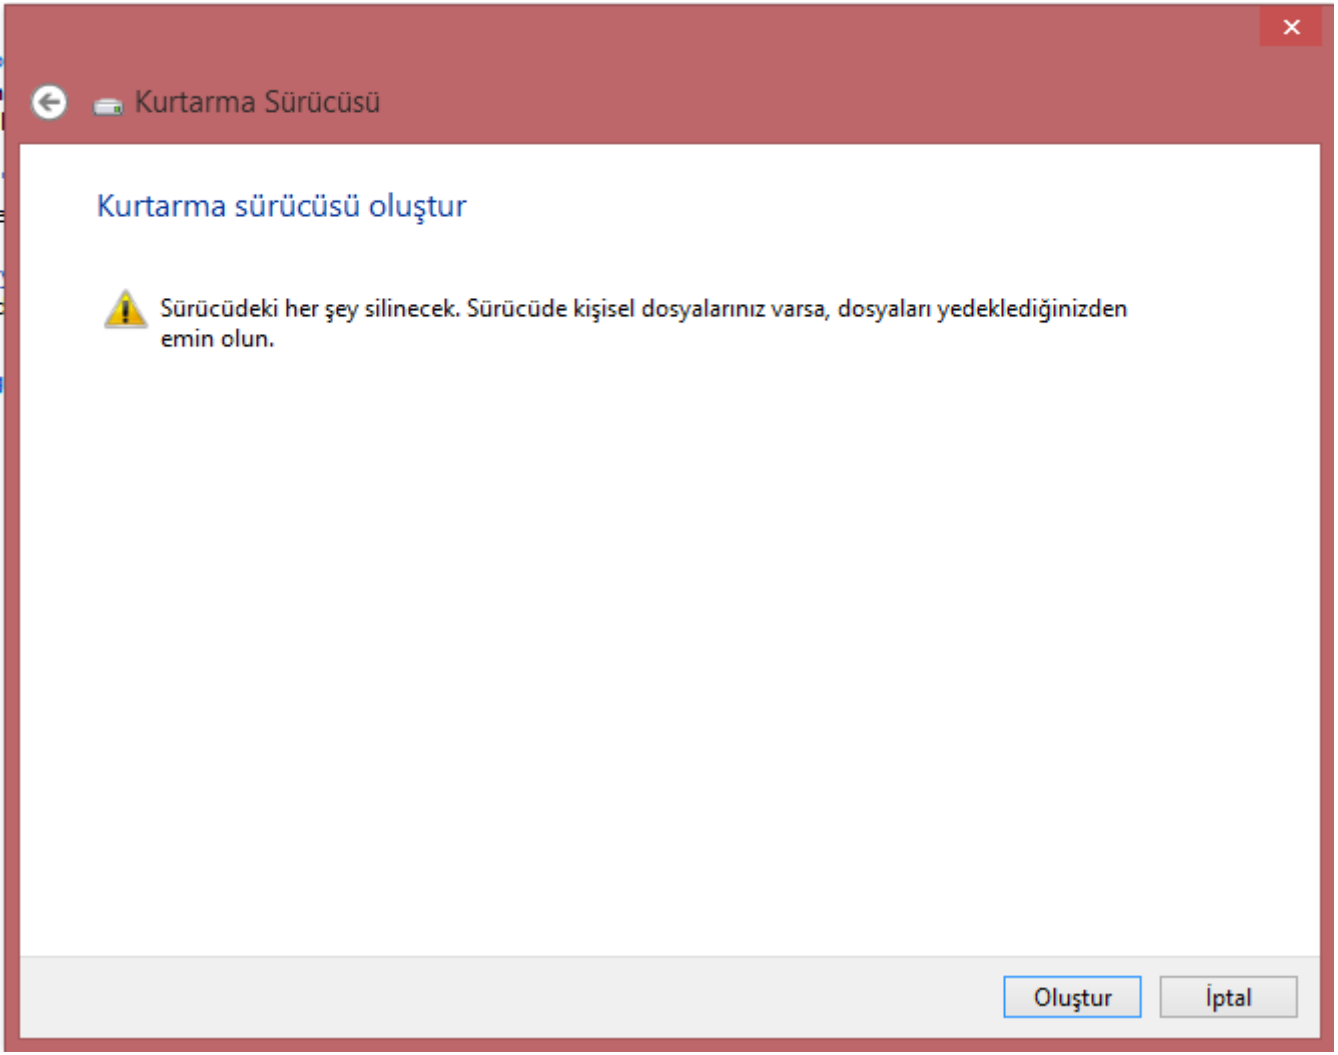 Kurtarma Sürücüsü
Kurtarma sürücüsü oluştur
Sürücüdeki her şey silinecek. Sürücüde kişisel dosyalarınız varsa, dosyaları yedeklediğinizden
emin olun.
Oluştur
İptal